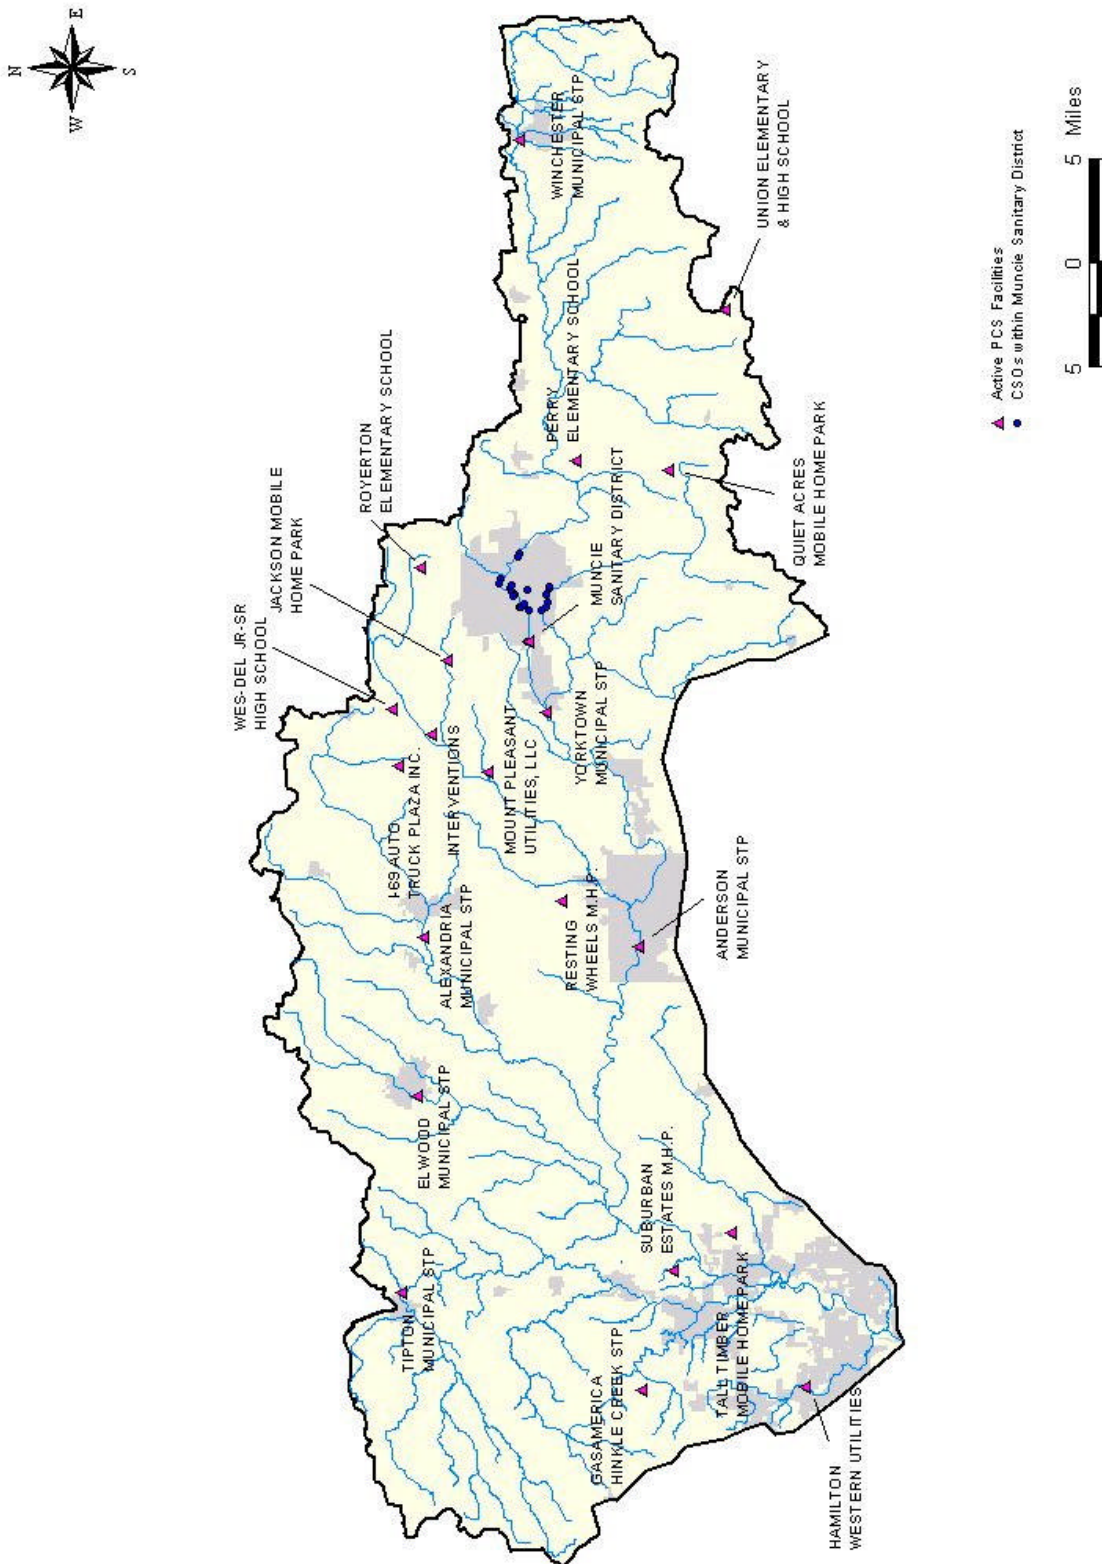 N
E
W
S
WES-DEL JR-SR
HIGH SCHOOL
JACKSON MOBILE
HOME PARK
ROYERTON
ELEMENTARY SCHOOL
WINCHESTER
MUNICIPAL STP
PERRY
ELEMENTARY SCHOOL
UNION ELEMENTARY
& HIGH SCHOOL
QUIET ACRES
MOBILE HOME PARK
MUNCIE
SANITARY DISTRICT
YORKTOWN
MUNICIPAL STP
MOUNT PLEASANT
UTILITIES, LLC
INTERVENTIONS
I-69 AUTO
TRUCK PLAZA INC.
ALEXANDRIA
MUNICIPAL STP
RESTING
WHEELS M.H.P.
ANDERSON
MUNICIPAL STP
ELWOOD
MUNICIPAL STP
TIPTON
MUNICIPAL STP
SUBURBAN
ESTATES M.H.P.
TALL TIMBER
MOBILE HOME PARK
GASAMERICA
HINKLE CREEK STP
HAMILTON
WESTERN UTILITIES
Active PCS Facilities
CSOs within Muncie Sanitary District
5 0 5 Miles